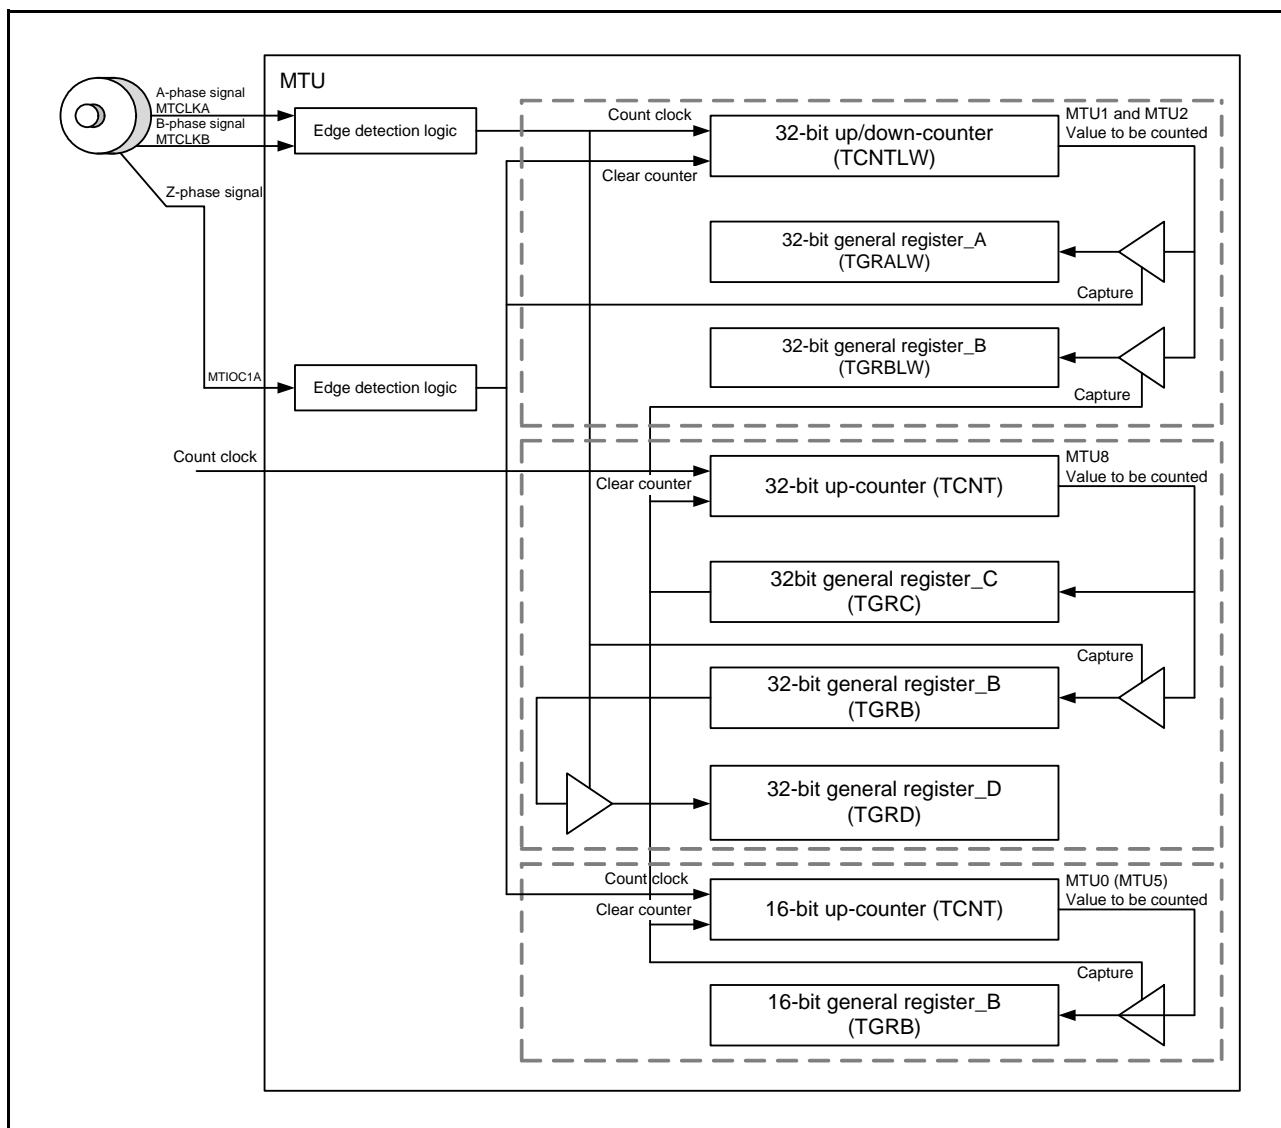 MTU
A-phase signal
MTCLKA
B-phase signal
MTCLKB
Z-phase signal
Edge detection logic
Count clock
Clear counter
32-bit up/down-counter
(TCNTLW)
MTU1 and MTU2
Value to be counted
32-bit general register_A
(TGRALW)
Capture
32-bit general register_B
(TGRBLW)
Capture
MTIOC1A
Edge detection logic
Count clock
Clear counter
32-bit up-counter (TCNT)
MTU8
Value to be counted
32bit general register_C
(TGRC)
Capture
32-bit general register_B
(TGRB)
32-bit general register_D
(TGRD)
Count clock
Clear counter
16-bit up-counter (TCNT)
MTU0 (MTU5)
Value to be counted
Capture
16-bit general register_B
(TGRB)